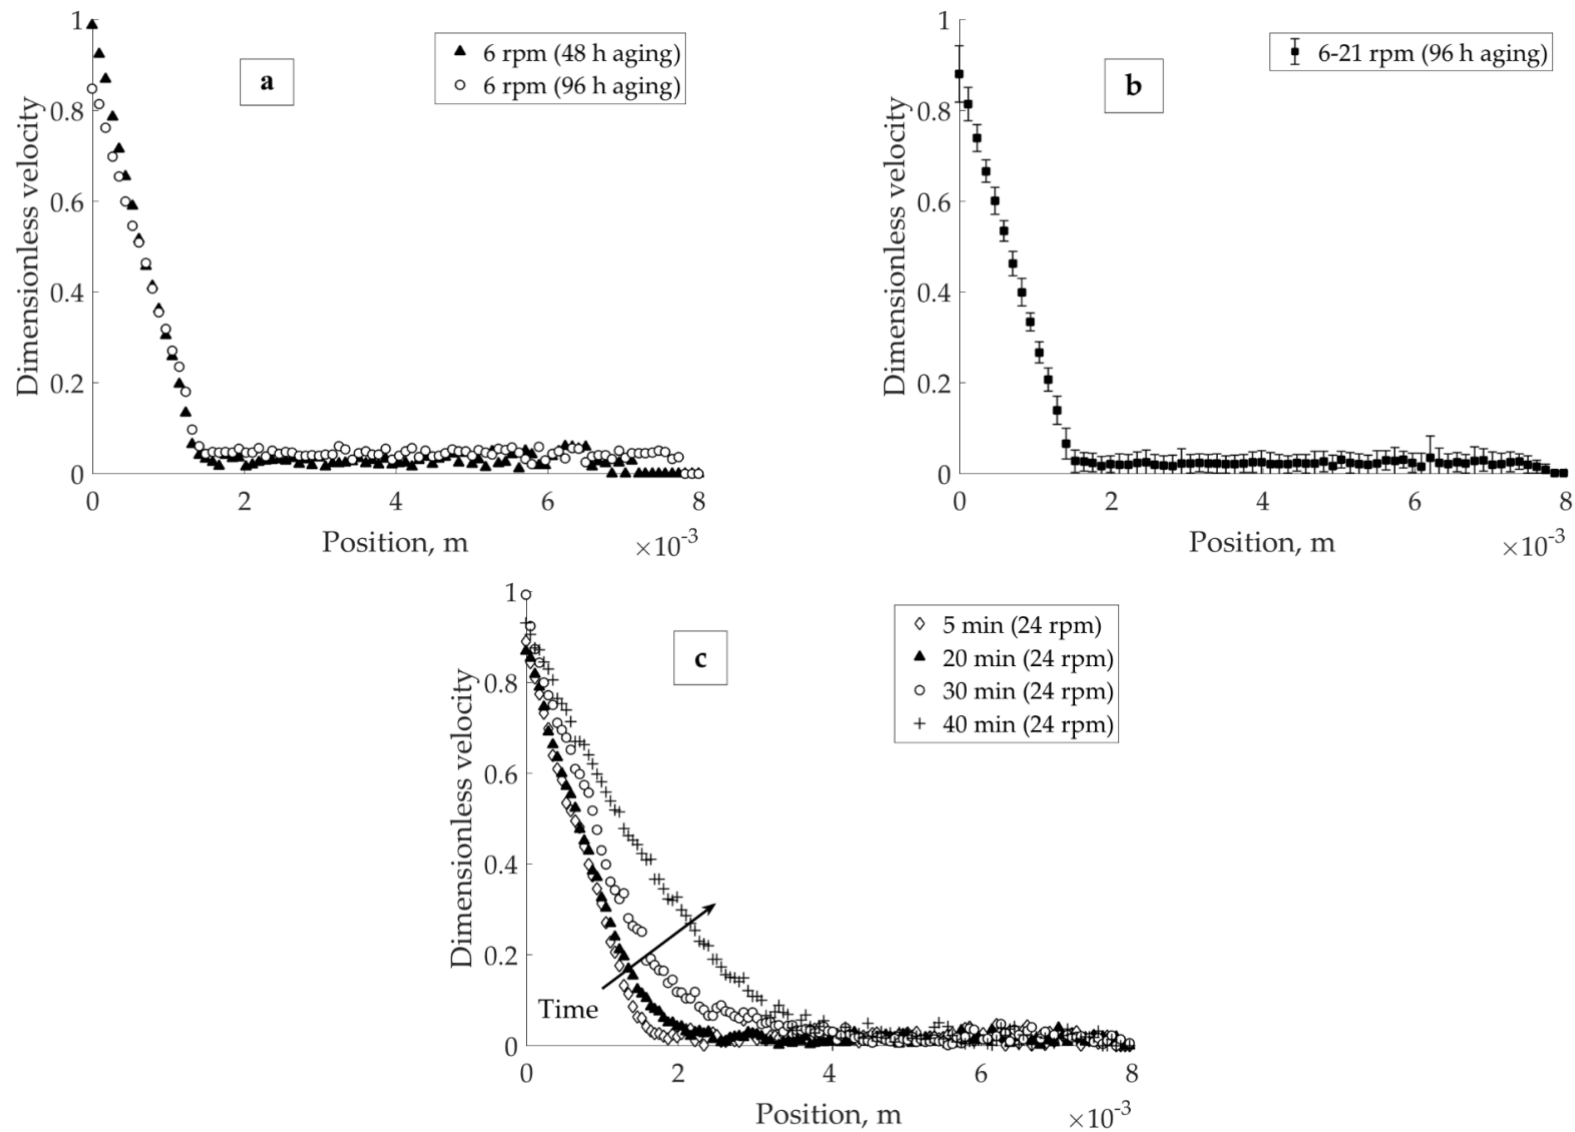 1
0.8
0.6
0.4
0.2
0
Dimensionless velocity
a
6 rpm (48 h aging)
6 rpm (96 h aging)
0 2 4 6 8
Position, m
×10-3
1
0.8
0.6
0.4
0.2
0
Dimensionless velocity
b
6-21 rpm (96 h aging)
0 2 4 6 8
Position, m
×10-3
1
0.8
0.6
0.4
0.2
0
Dimensionless velocity
c
5 min (24 rpm)
20 min (24 rpm)
30 min (24 rpm)
40 min (24 rpm)
Time
0 2 4 6 8
Position, m
×10-3